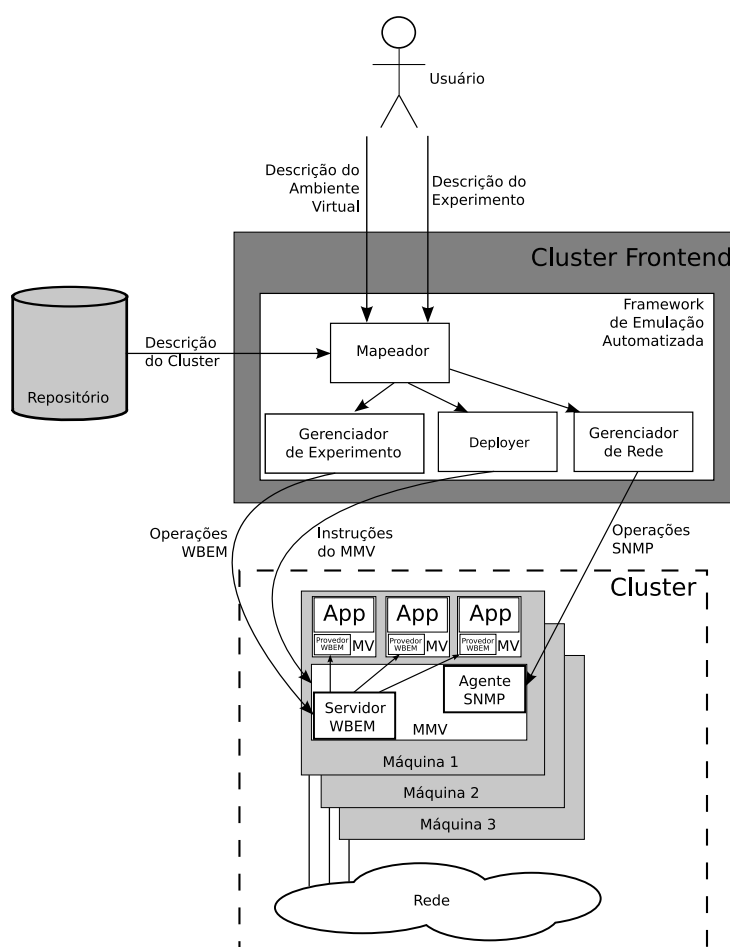 Usuário
Descrição do
Ambiente
Virtual
Descrição do
Experimento
Cluster Frontend
Framework
de Emulação
Automatizada
Mapeador
Descrição
do Cluster
Repositório
Gerenciador
de Experimento
Deployer
Gerenciador
de Rede
Operações
WBEM
Instruções
do MMV
Operações
SNMP
Cluster
App
App
App
Provedor
WBEM
MV
Provedor
WBEM
MV
Provedor
WBEM
MV
Agente
SNMP
Servidor
WBEM
MMV
Máquina 1
Máquina 2
Máquina 3
Rede